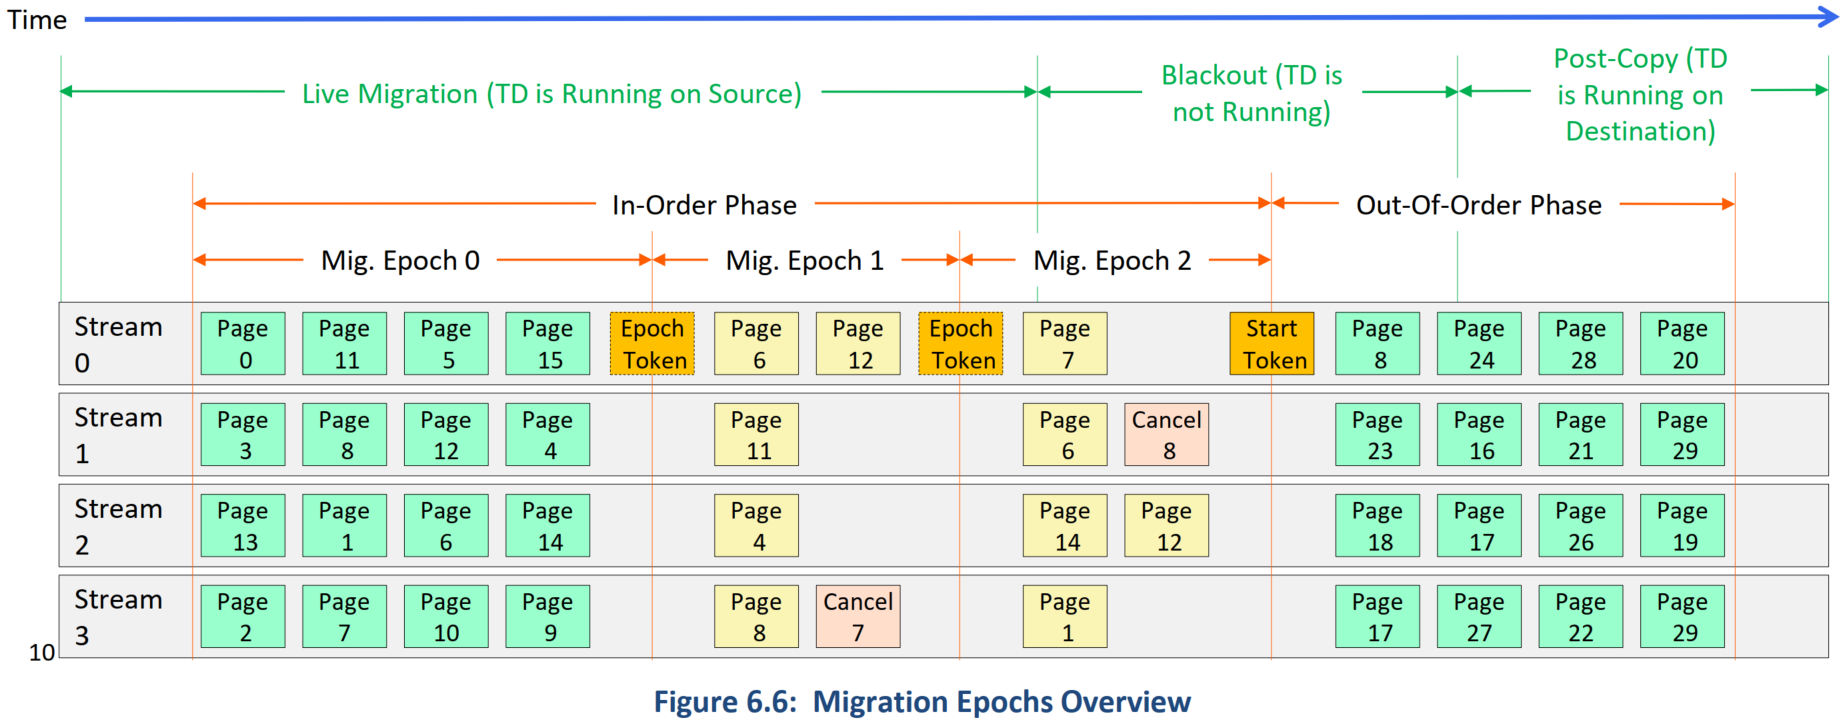 Time
Live Migration (TD is Running on Source)
Blackout (TD is
not Running)
Post-Copy (TD
is Running on
Destination)
In-Order Phase
Out-Of-Order Phase
Mig. Epoch 0
Mig. Epoch 1
Mig. Epoch 2
Stream
0
Page
0
Page
11
Page
5
Page
15
Epoch
Token
Page
6
Page
12
Epoch
Token
Page
7
Start
Token
Page
8
Page
24
Page
28
Page
20
Stream
1
Page
3
Page
8
Page
12
Page
4
Page
11
Page
6
Cancel
8
Page
23
Page
16
Page
21
Page
29
Stream
2
Page
13
Page
1
Page
6
Page
14
Page
4
Page
14
Page
12
Page
18
Page
17
Page
26
Page
19
Stream
3
Page
2
Page
7
Page
10
Page
9
Page
8
Cancel
7
Page
1
Page
17
Page
27
Page
22
Page
29
10
Figure 6.6: Migration Epochs Overview